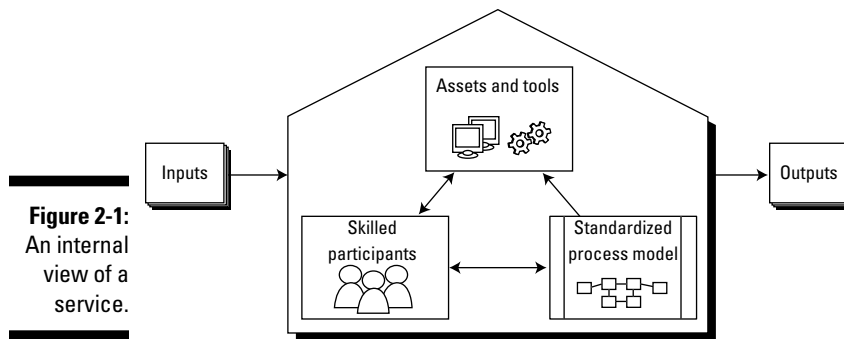 Assets and tools
Inputs
Outputs
Skilled
participants
Standardized
process model
Figure 2-1:
An internal
view of a
service.